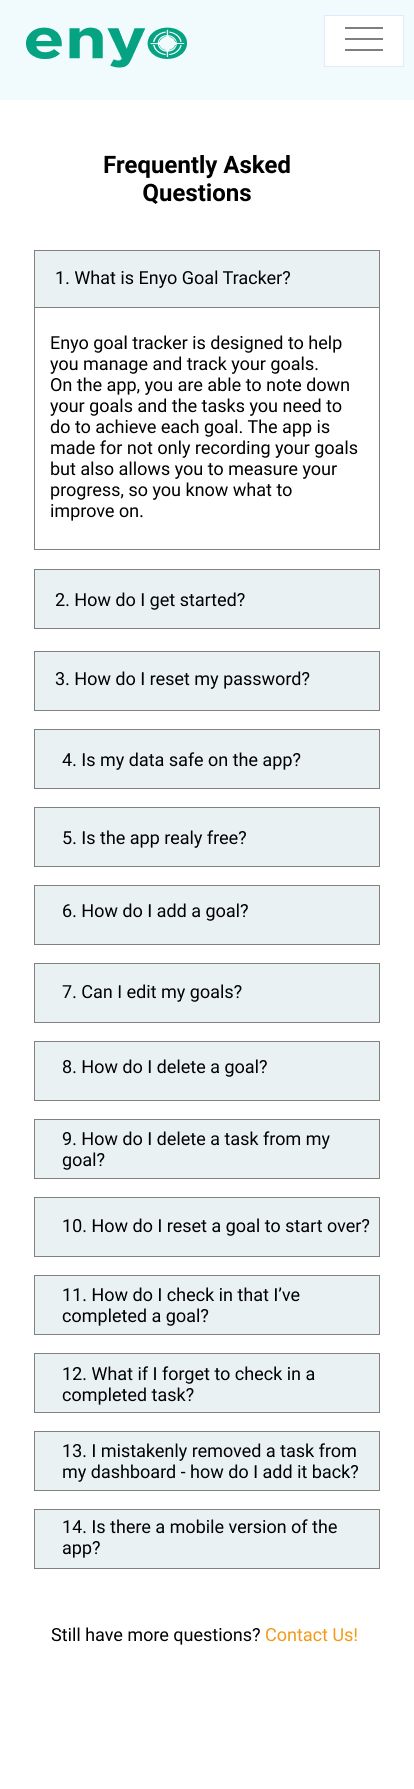 enyo
Frequently Asked
Questions
1. What is Enyo Goal Tracker?
Enyo goal tracker is designed to help
you manage and track your goals.
On the app, you are able to note down
your goals and the tasks you need to
do to achieve each goal. The app is
made for not only recording your goals
but also allows you to measure your
progress, so you know what to
improve on.
2. How do I get started?
3. How do I reset my password?
4. Is my data safe on the app?
5. Is the app realy free?
6. How do I add a goal?
7. Can I edit my goals?
8. How do I delete a goal?
9. How do I delete a task from my
goal?
10. How do I reset a goal to start over?
11. How do I check in that I’ve
completed a goal?
12. What if I forget to check in a
completed task?
13. I mistakenly removed a task from
my dashboard - how do I add it back?
14. Is there a mobile version of the
app?
Still have more questions? Contact Us!